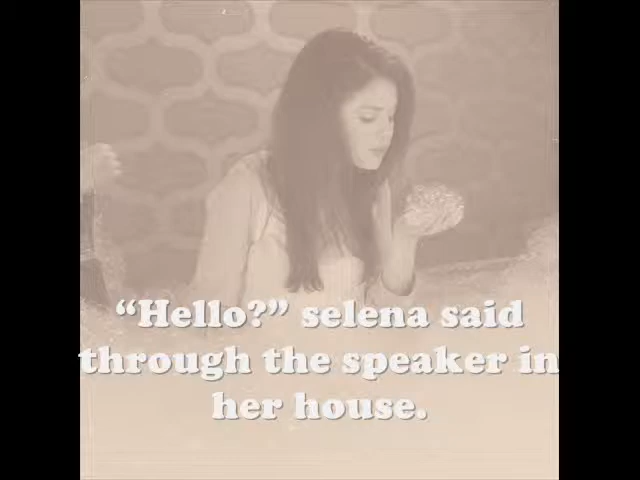 “Hello?” selena said
through the speaker in
her house.